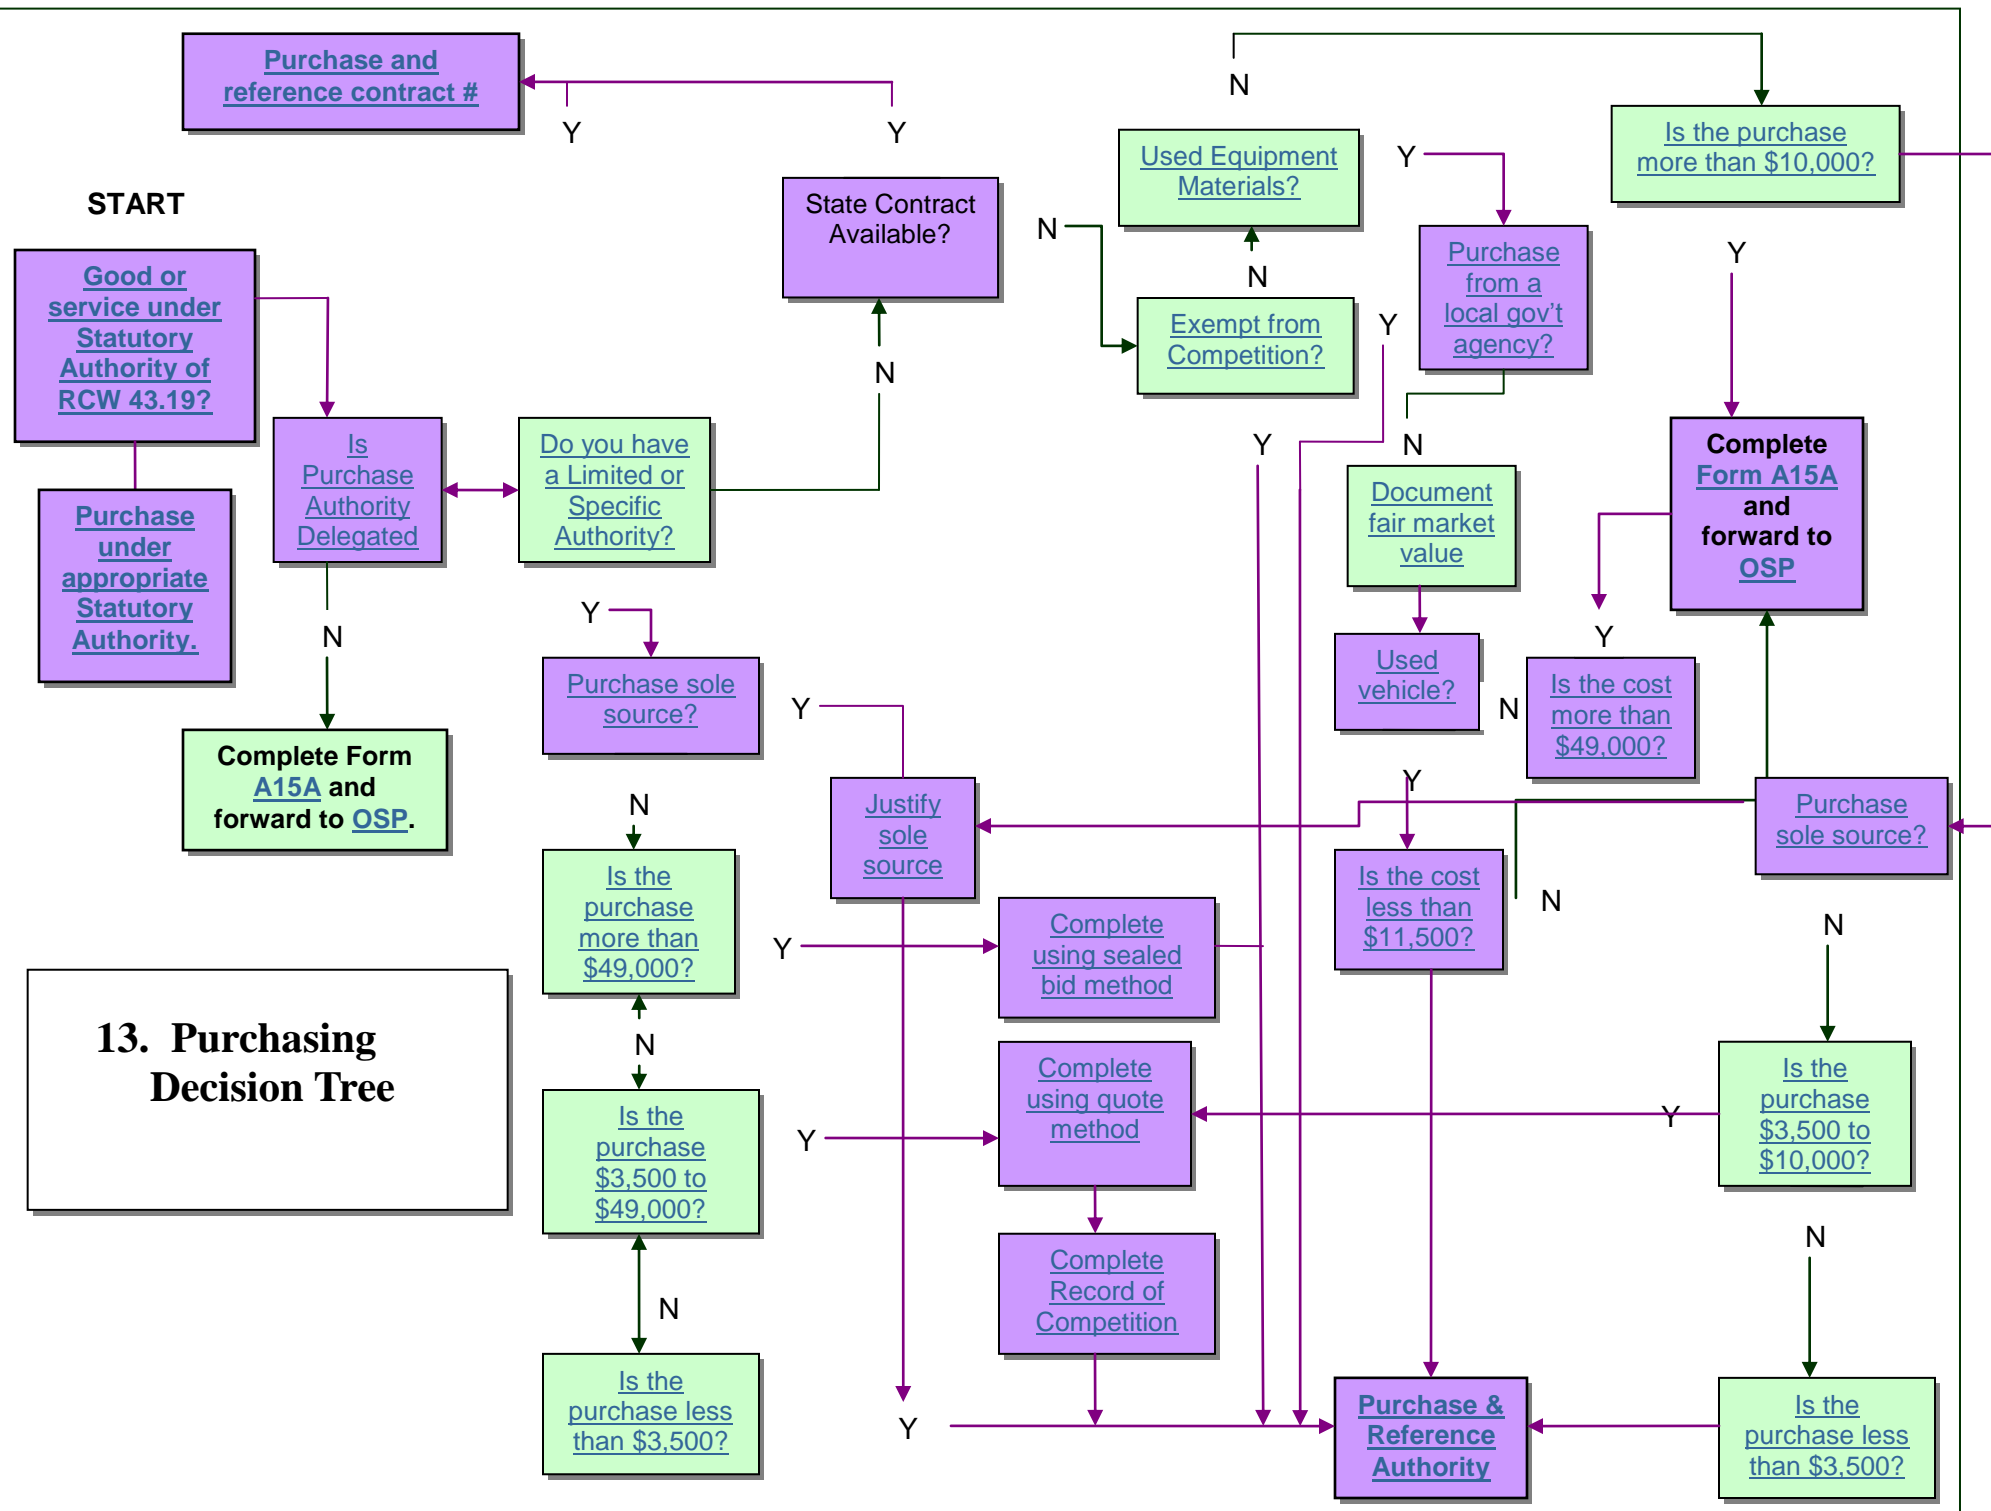 Purchase and
reference contract #
Y
Y
START
Good or
service under
Statutory
Authority of
RCW 43.19?
Purchase
under
appropriate
Statutory
Authority.
Is
Purchase
Authority
Delegated
N
Complete Form
A15A and
forward to OSP.
Do you have
a Limited or
Specific
Authority?
N
State Contract
Available?
N
Used Equipment
Materials?
N
N
Exempt from
Competition?
Y
Purchase
from a
local gov't
agency?
Y
Y
N
Document
fair market
value
Used
vehicle?
Is the purchase
more than $10,000?
Y
Complete
Form A15A
and
forward to
OSP
Y
N
Is the cost
more than
$49,000?
Y
Purchase sole
source?
Y
Justify
sole
source
N
Is the
purchase
more than
$49,000?
N
Is the
purchase
$3,500 to
$49,000?
N
Is the
purchase less
than $3,500?
Y
Complete
using sealed
bid method
Y
Complete
using quote
method
Complete
Record of
Competition
Y
Y
Is the cost
less than
$11,500?
N
Purchase
sole source?
N
Is the
purchase
$3,500 to
$10,000?
Y
N
Is the
purchase less
than $3,500?
Purchase &
Reference
Authority
13. Purchasing
Decision Tree